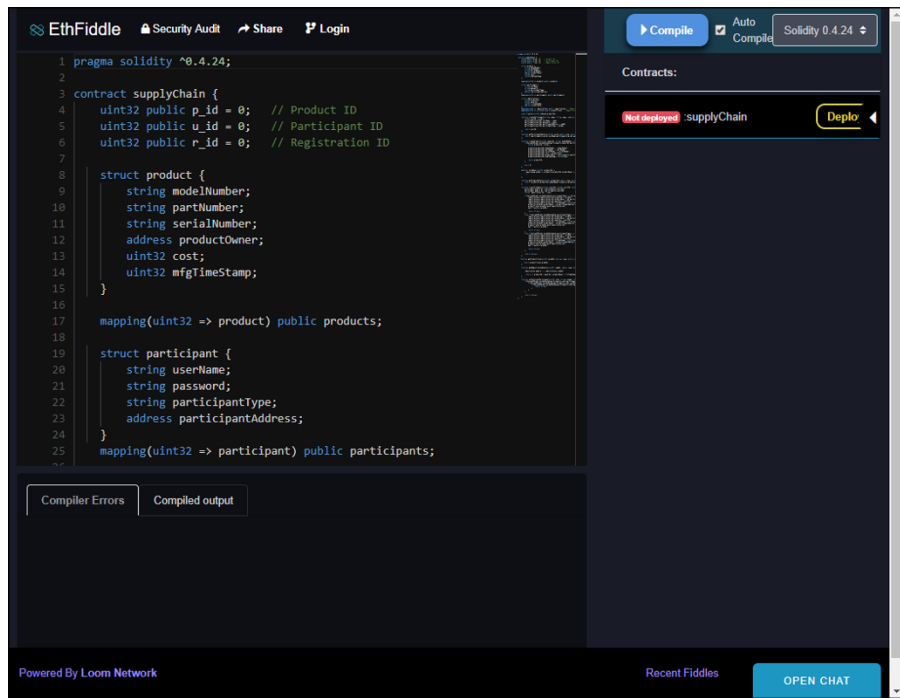 EthFiddle Security Audit Share Login
Compile Auto Compile Solidity 0.4.24
1 pragma solidity ^0.4.24;
2
3 contract supplyChain {
4 uint32 public p_id = 0; // Product ID
5 uint32 public u_id = 0; // Participant ID
6 uint32 public r_id = 0; // Registration ID
7
8 struct product {
9 string modelNumber;
10 string partNumber;
11 string serialNumber;
12 address productOwner;
13 uint32 cost;
14 uint32 mfgTimeStamp;
15 }
16
17 mapping(uint32 => product) public products;
18
19 struct participant {
20 string userName;
21 string password;
22 string participantType;
23 address participantAddress;
24 }
25 mapping(uint32 => participant) public participants;
Contracts:
Not deployed :supplyChain Deploy
Compiler Errors Compiled output
Powered By Loom Network
Recent Fiddles
OPEN CHAT